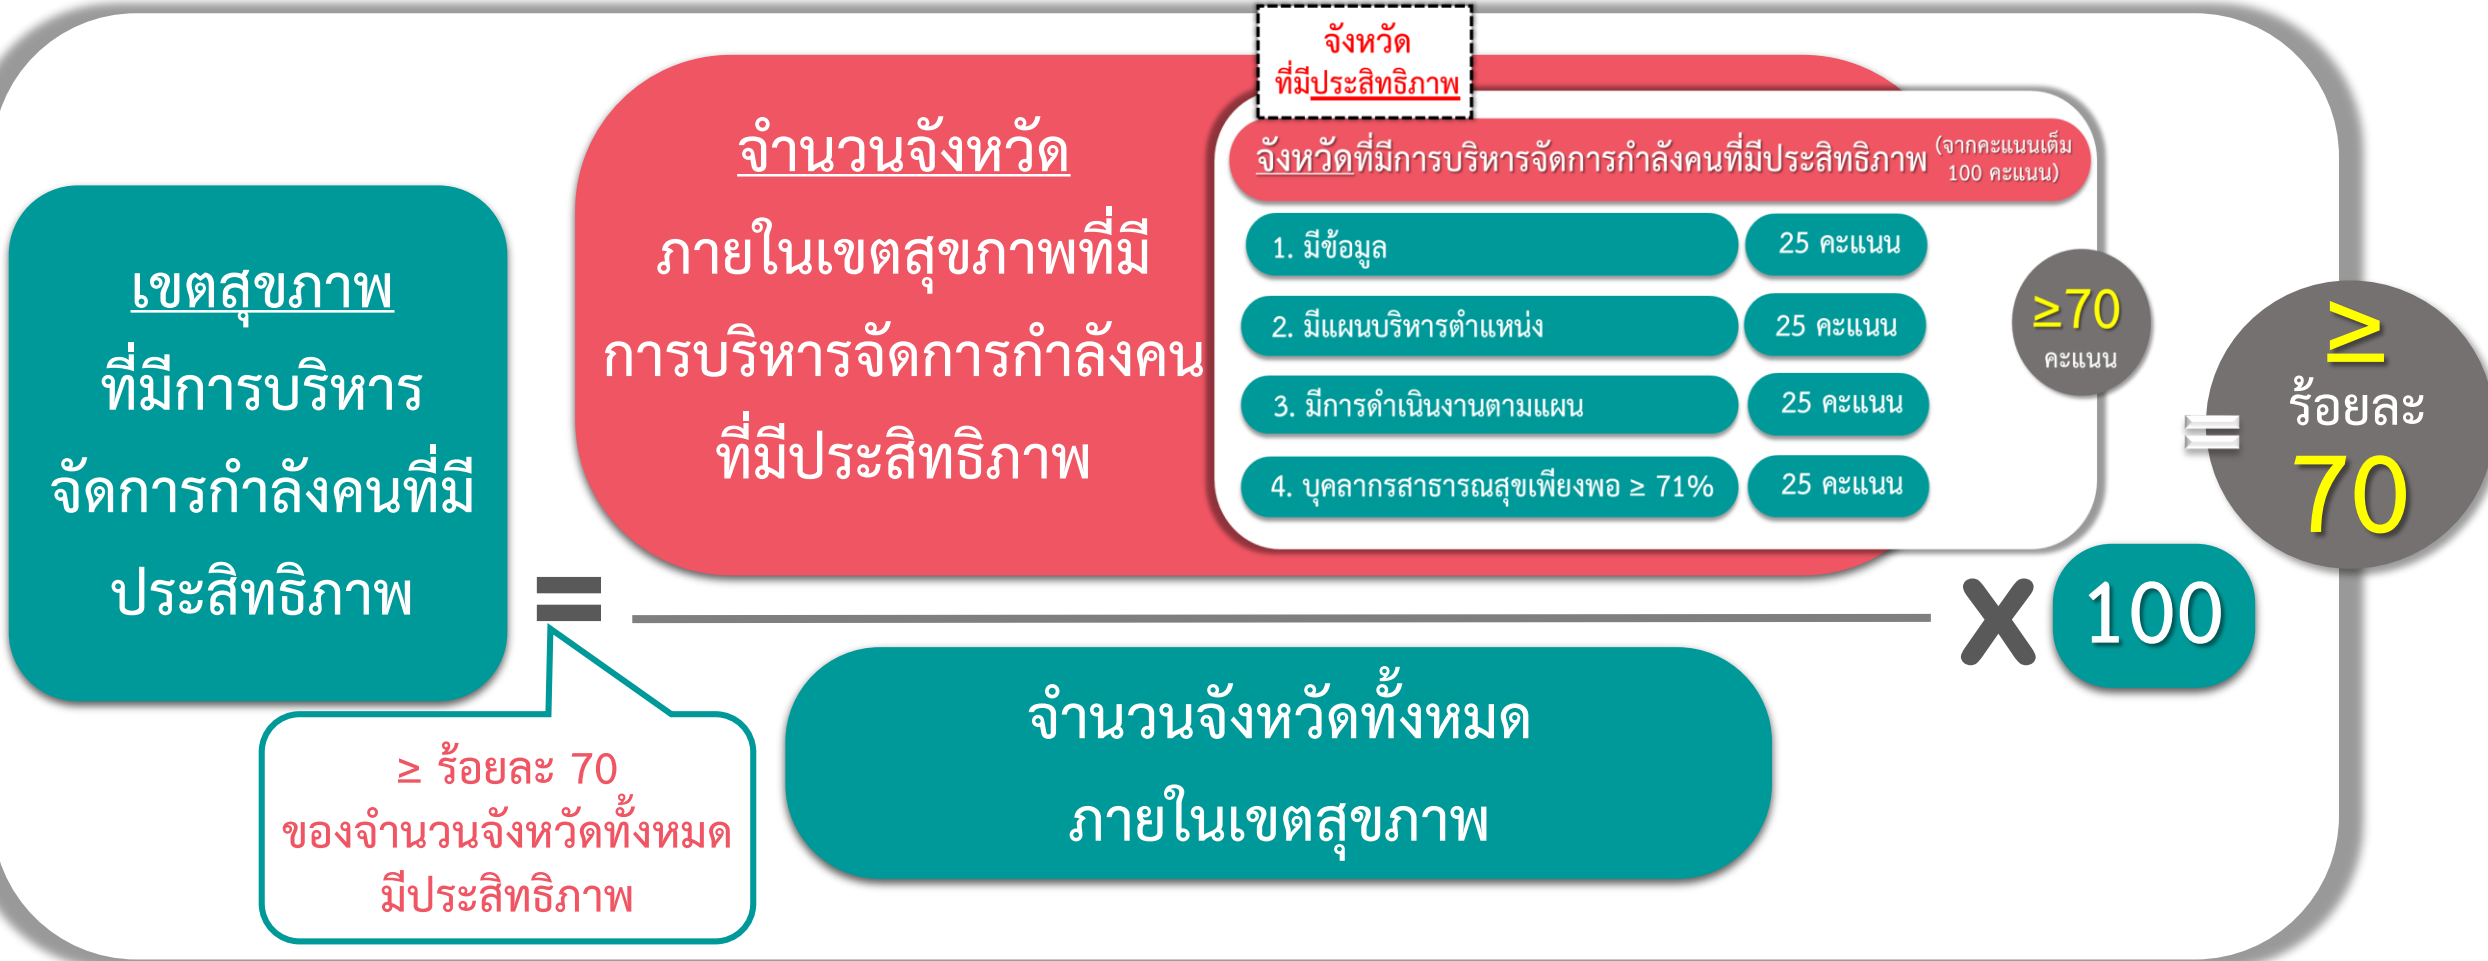 เขตสุขภาพ
ที่มีการบริหาร
จัดการกำลังคนที่มี
ประสิทธิภาพ
=
≥ ร้อยละ 70
ของจำนวนจังหวัดทั้งหมด
มีประสิทธิภาพ
จำนวนจังหวัด
ภายในเขตสุขภาพที่มี
การบริหารจัดการกำลังคน
ที่มีประสิทธิภาพ
จังหวัด
ที่มีประสิทธิภาพ
จังหวัดที่มีการบริหารจัดการกำลังคนที่มีประสิทธิภาพ (จากคะแนนเต็ม
100 คะแนน)
1. มีข้อมูล 25 คะแนน
2. มีแผนบริหารตำแหน่ง 25 คะแนน
3. มีการดำเนินงานตามแผน 25 คะแนน
4. บุคลากรสาธารณสุขเพียงพอ ≥ 71% 25 คะแนน
≥70
คะแนน
จำนวนจังหวัดทั้งหมด
ภายในเขตสุขภาพ
X 100
=
≥
ร้อยละ
70